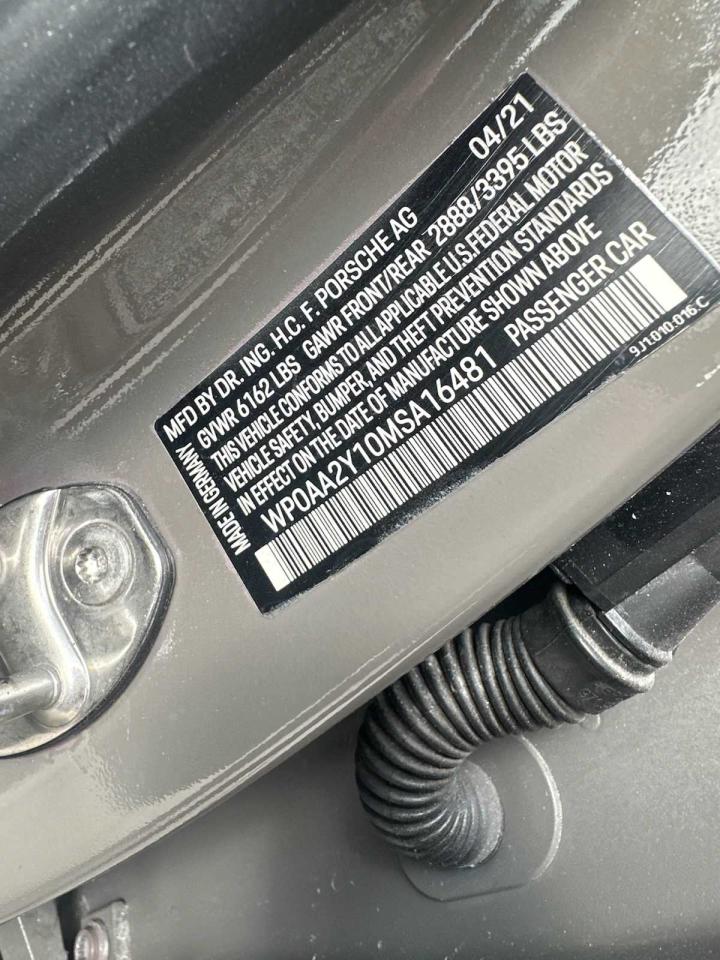 MFD BY DR. ING. H.C. F. PORSCHE AG 04/21
GVWR 6162 LBS GAWR FRONT/REAR 2888/3395 LBS
THIS VEHICLE CONFORMS TO ALL APPLICABLE U.S. FEDERAL MOTOR
VEHICLE SAFETY, BUMPER, AND THEFT PREVENTION STANDARDS
IN EFFECT ON THE DATE OF MANUFACTURE SHOWN ABOVE
WP0AA2Y10MSA16481 PASSENGER CAR
MADE IN GERMANY
9J1.010.016.C